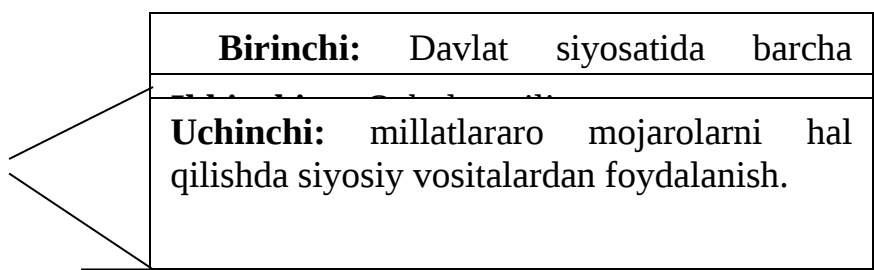 Birinchi: Davlat siyosatida barcha
Uchinchi: millatlararo mojarolarni hal
qilishda siyosiy vositalardan foydalanish.